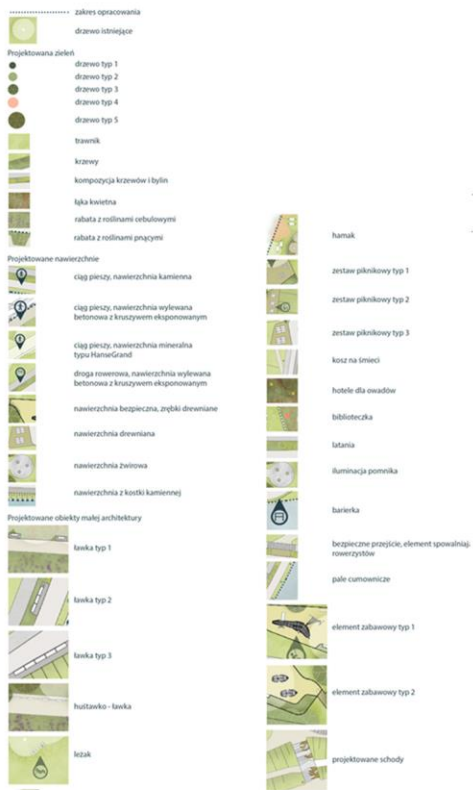 zakres opracowania
drzewo istniejące
Projektowana zieleń
drzewo typ 1
drzewo typ 2
drzewo typ 3
drzewo typ 4
drzewo typ 5
trawnik
krzewy
kompozycja krzewów i bylin
łąka kwietna
rabata z roślinami cebulowymi
rabata z roślinami pnącymi
Projektowane nawierzchnie
ciąg pieszy, nawierzchnia kamienna
ciąg pieszy, nawierzchnia wylewana
betonowa z kruszywem eksponowanym
ciąg pieszy, nawierzchnia mineralna
typu HanseGrand
droga rowerowa, nawierzchnia wylewana
betonowa z kruszywem eksponowanym
nawierzchnia bezpieczna, zrębki drewniane
nawierzchnia drewniana
nawierzchnia żwirowa
nawierzchnia z kostki kamiennej
Projektowane obiekty małej architektury
ławka typ 1
ławka typ 2
ławka typ 3
huśtawko - ławka
leżak
hamak
zestaw piknikowy typ 1
zestaw piknikowy typ 2
zestaw piknikowy typ 3
kosz na śmieci
hotele dla owadów
biblioteczka
latania
iluminacja pomnika
barierka
bezpieczne przejście, element spowalniaj.
rowerzystów
pale cumownicze
element zabawowy typ 1
element zabawowy typ 2
projektowane schody